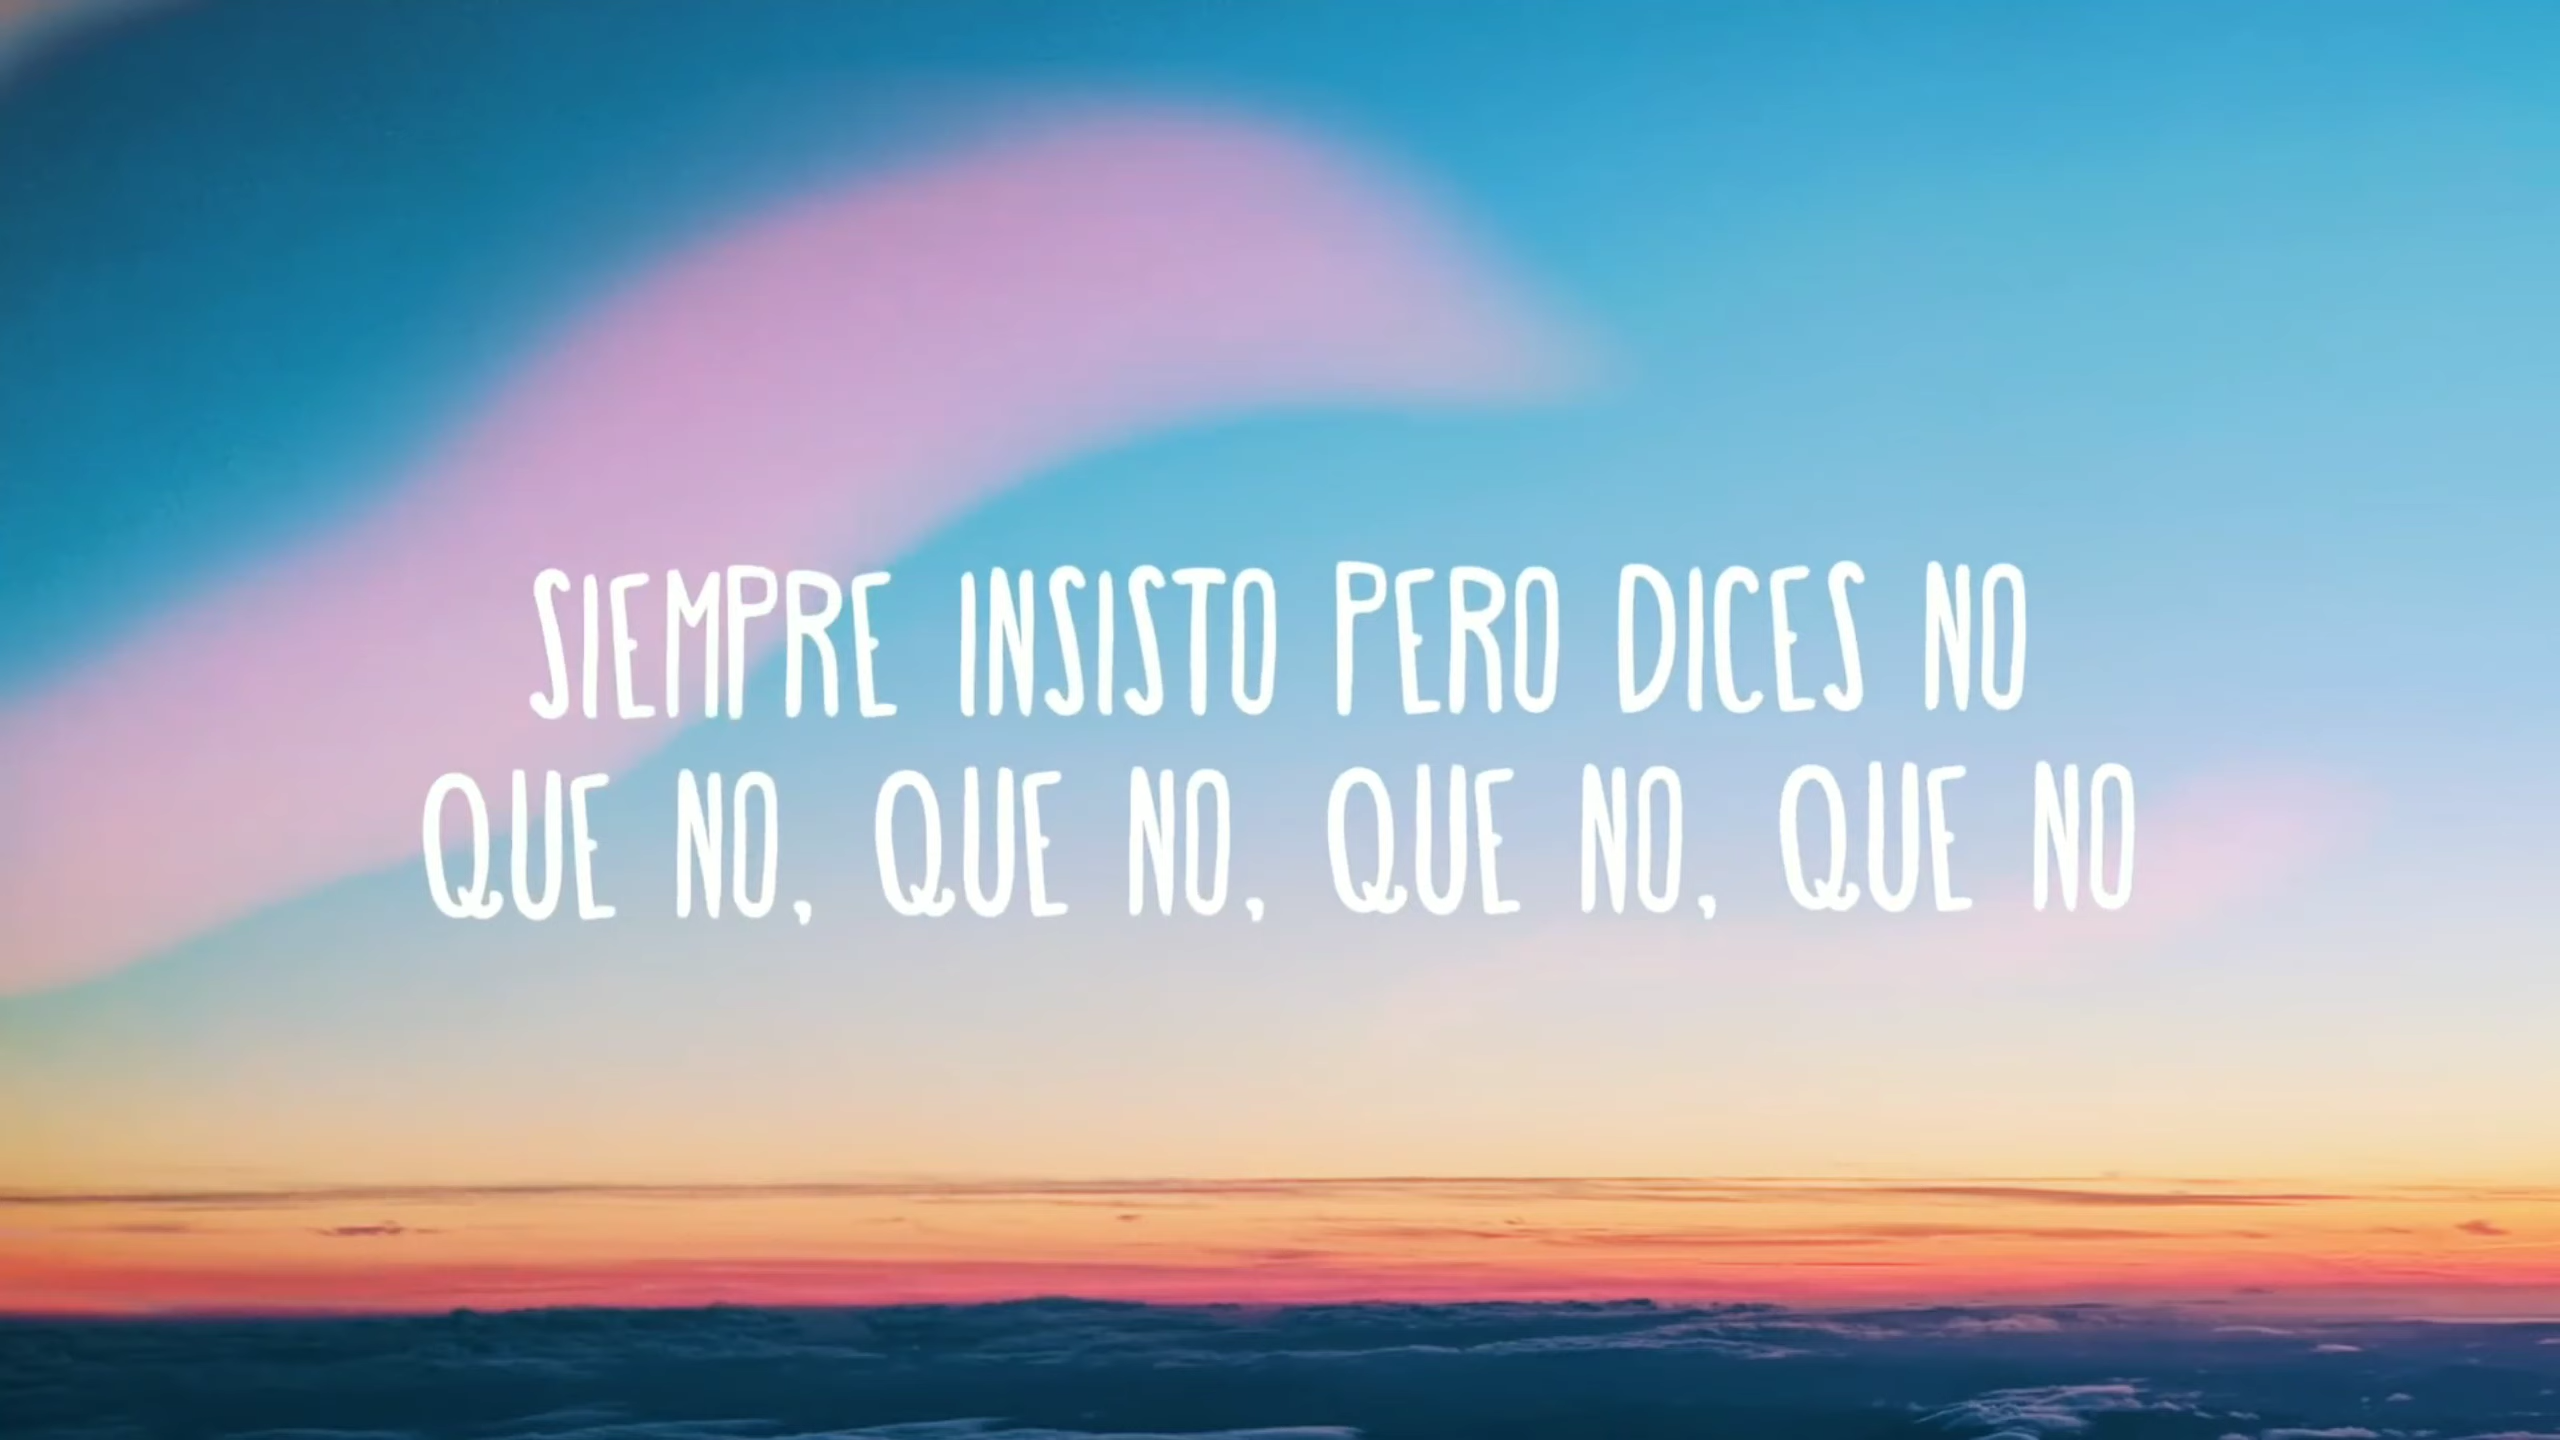 SIEMPRE INSISTO PERO DICES NO
QUE NO, QUE NO, QUE NO, QUE NO